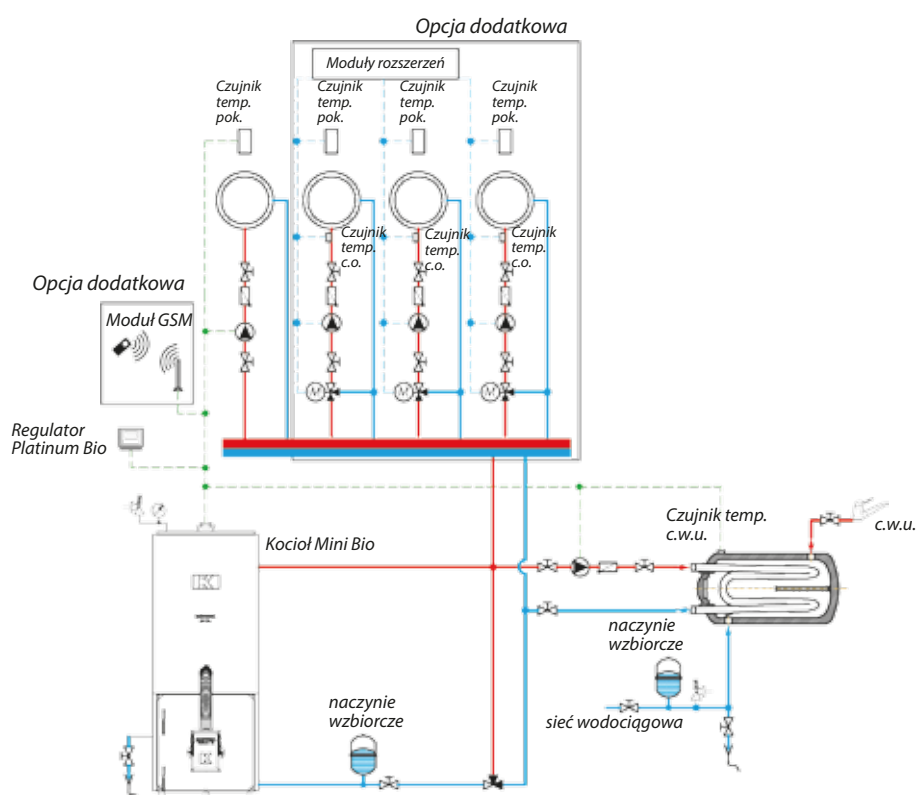 Opcja dodatkowa
Moduły rozszerzeń
Czujnik
temp.
pok.
Czujnik
temp.
pok.
Czujnik
temp.
pok.
Czujnik
temp.
pok.
Czujnik
temp.
c.o.
Czujnik
temp.
c.o.
Czujnik
temp.
c.o.
Opcja dodatkowa
Moduł GSM
M
M
M
Regulator
Platinum Bio
Kocioł Mini Bio
Czujnik temp.
c.w.u.
c.w.u.
K
K
naczynie
wzbiorcze
naczynie
wzbiorcze
sieć wodociągowa